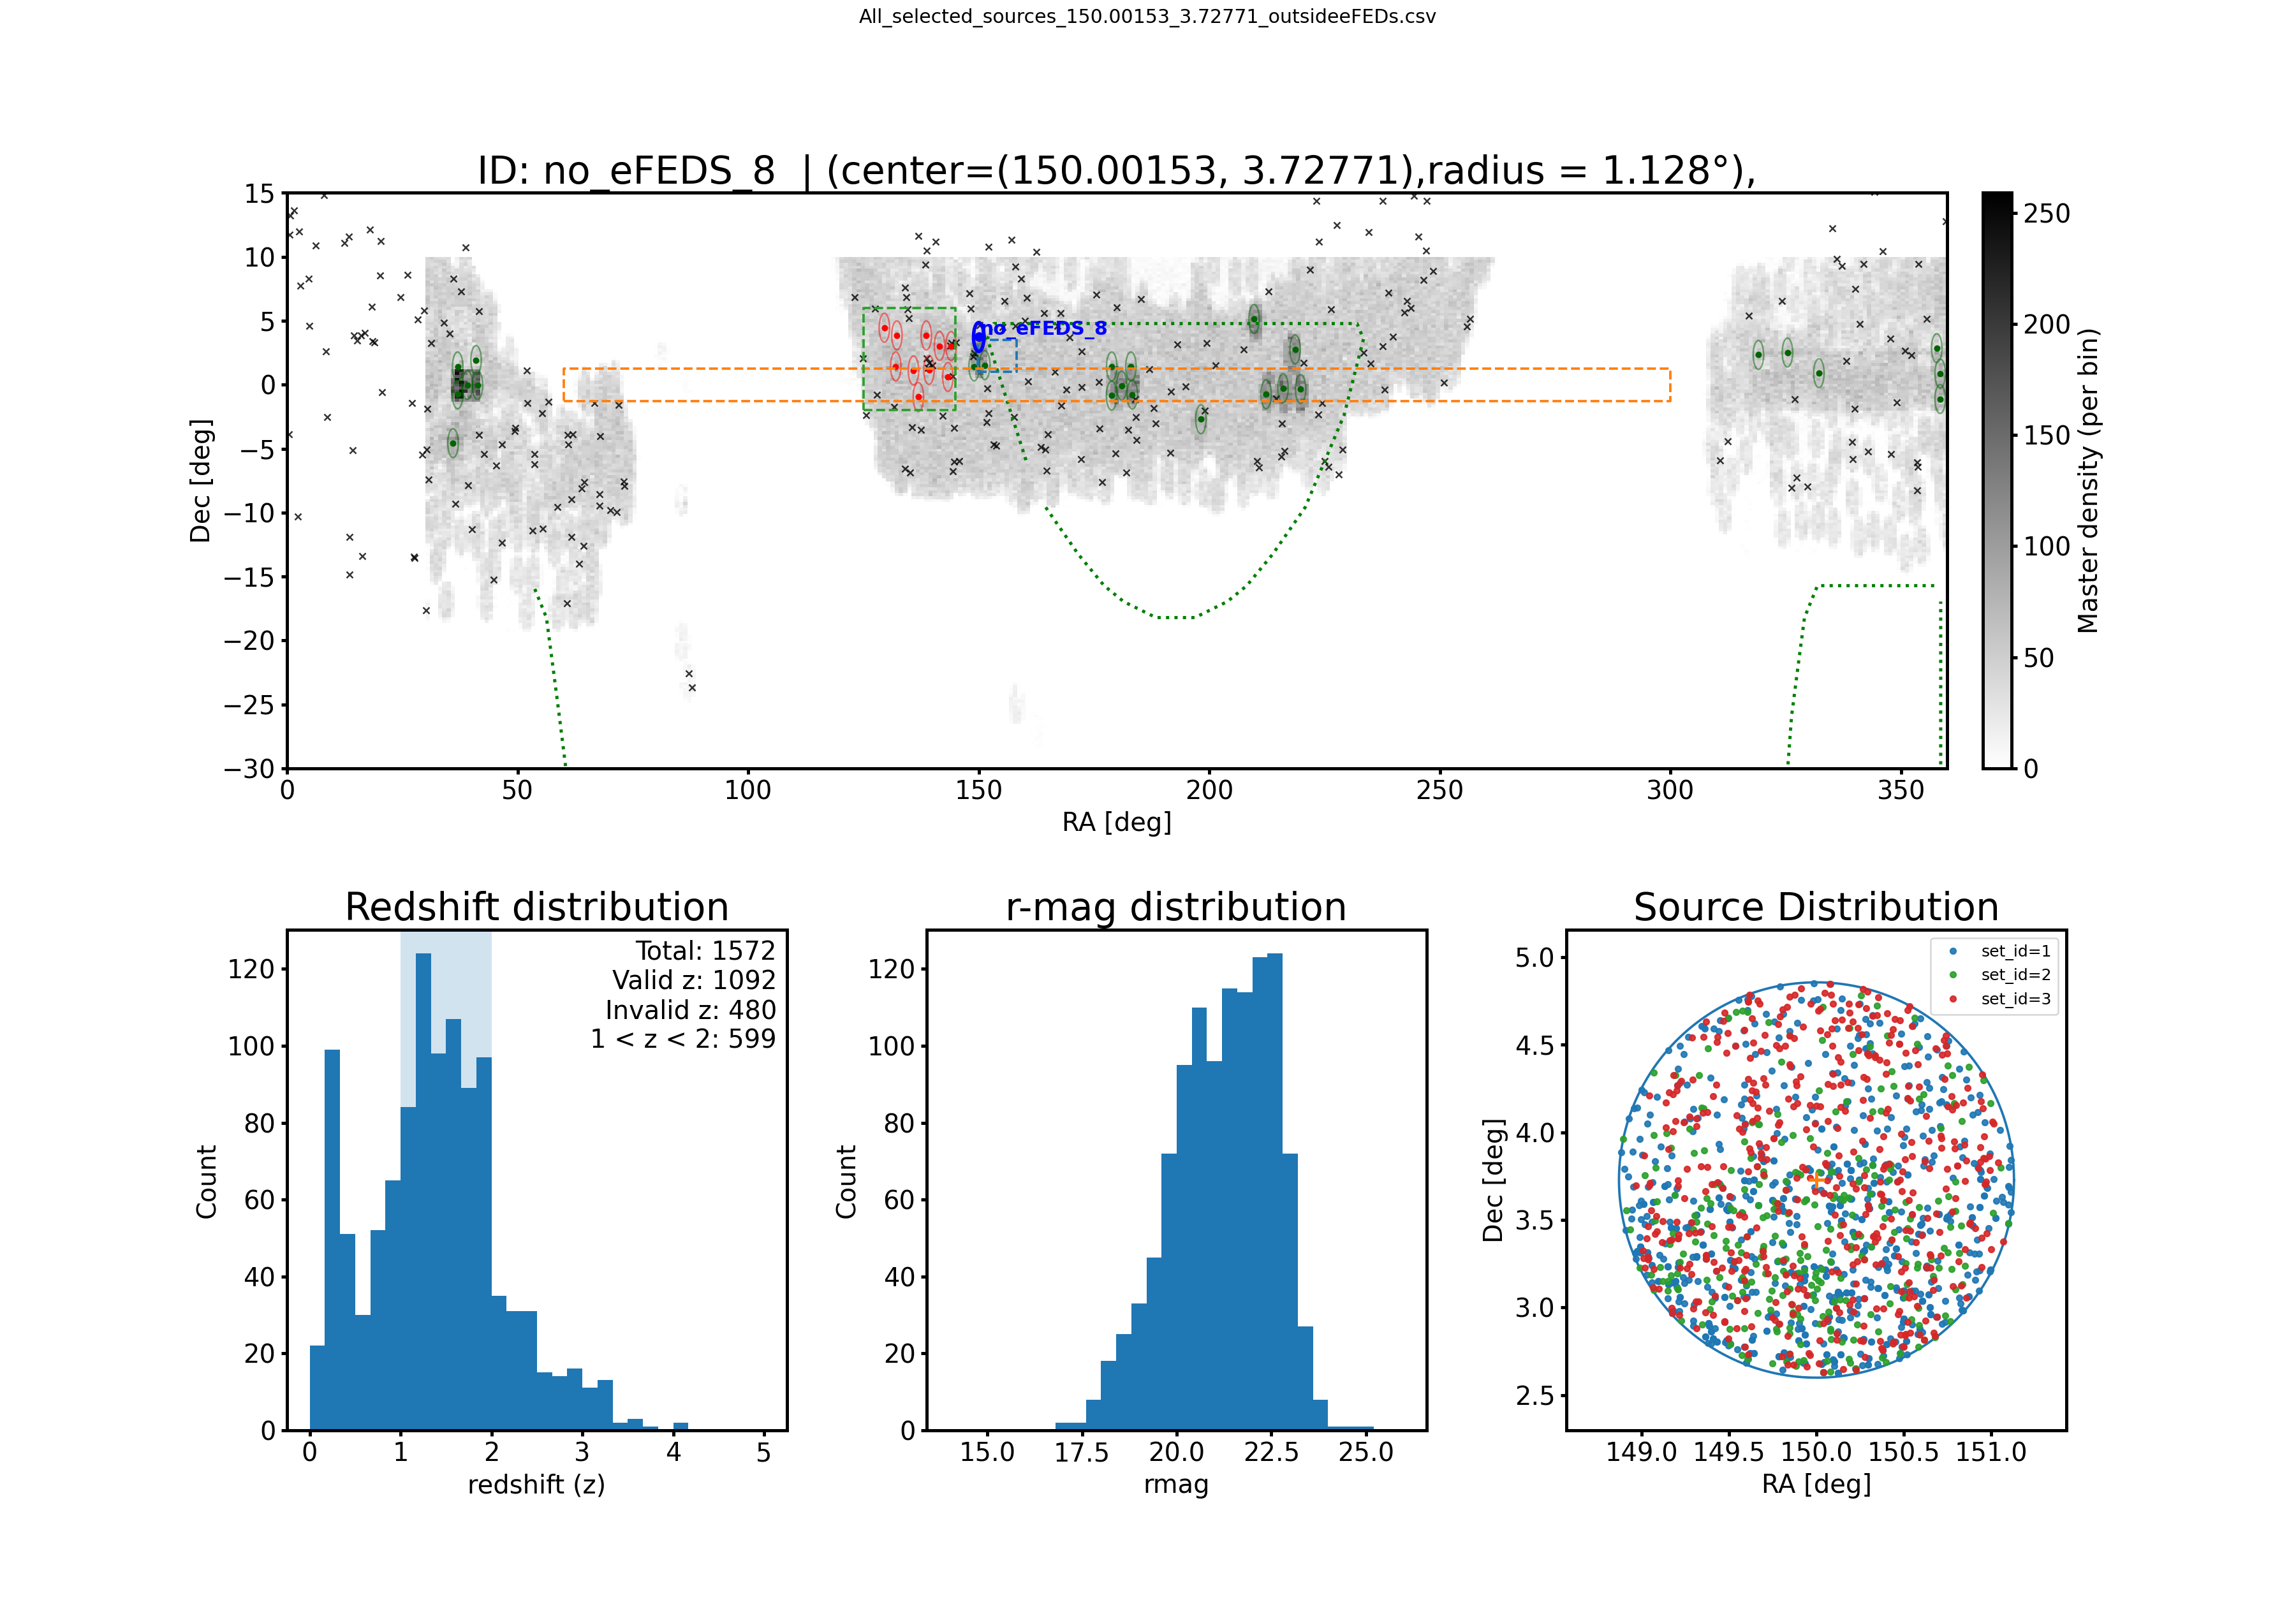 All_selected_sources_150.00153_3.72771_outsideeFEDs.csv
ID: no_eFEDS_8 | (center=(150.00153, 3.72771),radius = 1.128°),
15
10
5
0
−5
−10
−15
−20
−25
−30
Dec [deg]
no_eFEDS_8
0 50 100 150 200 250 300 350
RA [deg]
250
200
150
100
50
0
Master density (per bin)
Redshift distribution
120
100
80
60
40
20
0
Count
Total: 1572
Valid z: 1092
Invalid z: 480
1 < z < 2: 599
0 1 2 3 4 5
redshift (z)
r-mag distribution
120
100
80
60
40
20
0
Count
15.0 17.5 20.0 22.5 25.0
rmag
Source Distribution
5.0
4.5
4.0
3.5
3.0
2.5
Dec [deg]
set_id=1
set_id=2
set_id=3
149.0 149.5 150.0 150.5 151.0
RA [deg]